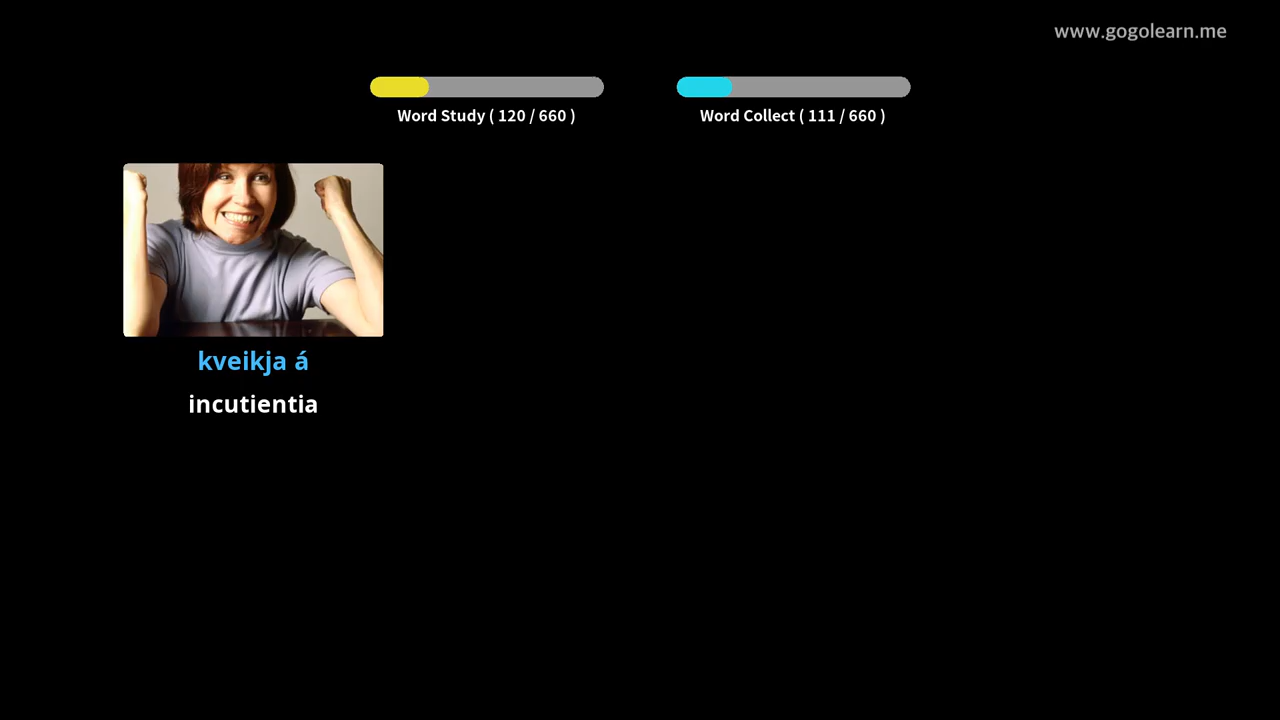 www.gogolearn.me
Word Study ( 120 / 660 )
Word Collect ( 111 / 660 )
kveikja á
incutientia